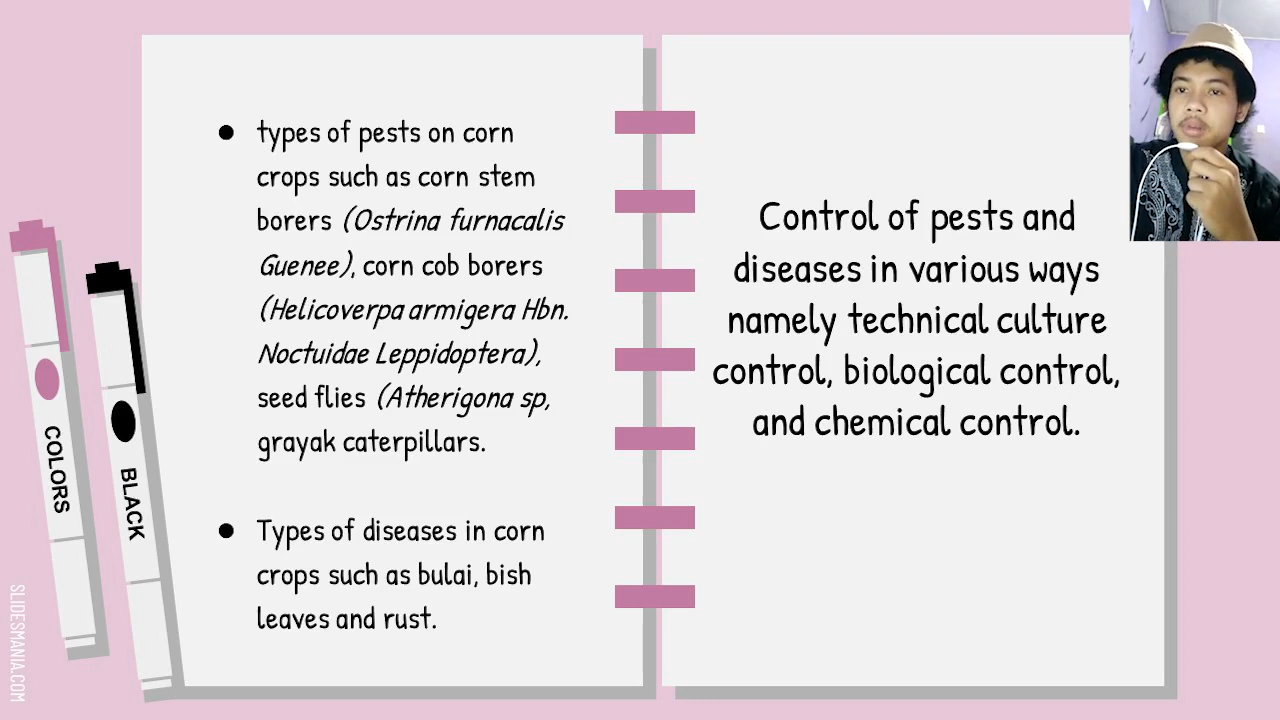 types of pests on corn
crops such as corn stem
borers (Ostrina furnacalis
Guenee), corn cob borers
(Helicoverpa armigera Hbn.
Noctuidae Leppidoptera),
seed flies (Atherigona sp,
grayak caterpillars.
Types of diseases in corn
crops such as bulai, bish
leaves and rust.
Control of pests and
diseases in various ways
namely technical culture
control, biological control,
and chemical control.
COLORS
BLACK
SLIDESMANIA.COM